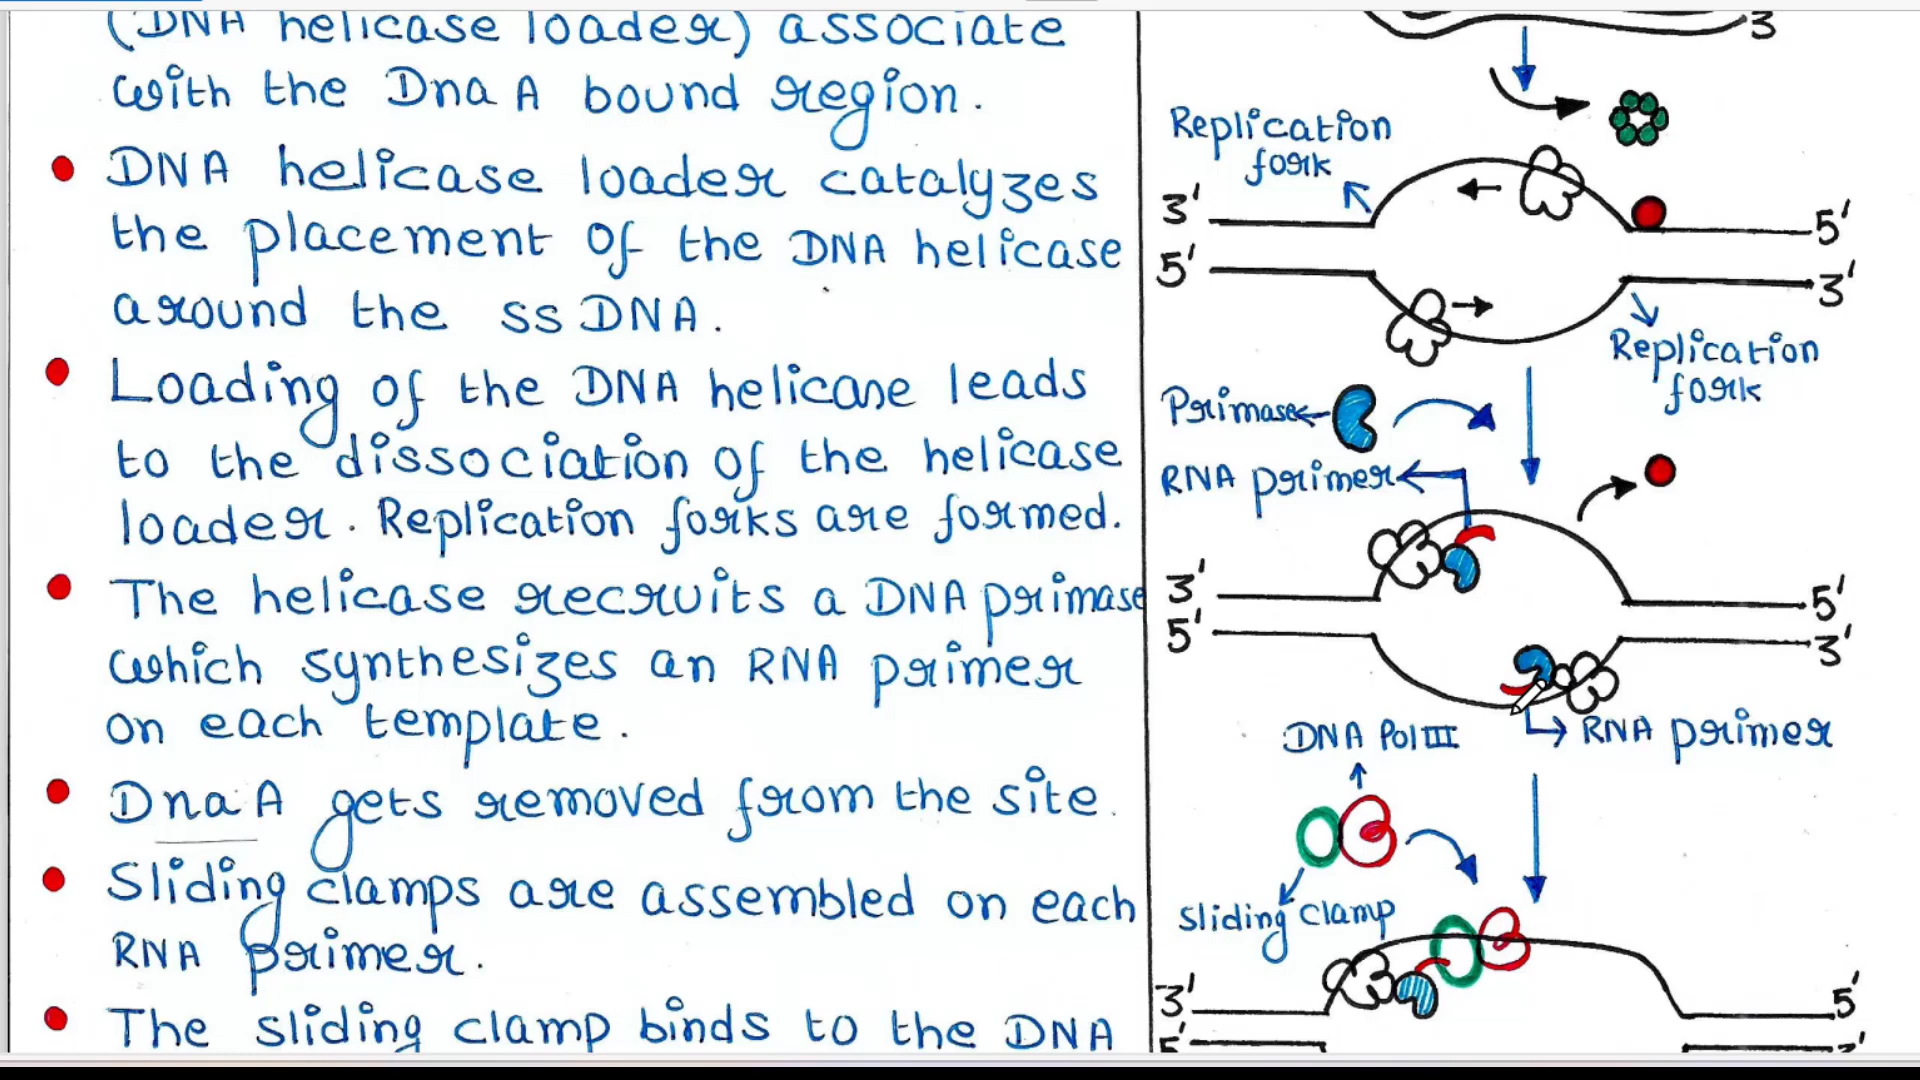 (DNA helicase loader) associate
with the Dna A bound region.
DNA helicase loader catalyzes
the placement of the DNA helicase
around the ss DNA.
Loading of the DNA helicase leads
to the dissociation of the helicase
loader. Replication forks are formed.
The helicase recruits a DNA primase
which synthesizes an RNA primer
on each template.
Dna A gets removed from the site.
Sliding clamps are assembled on each
RNA primer.
The sliding clamp binds to the DNA
3
Replication
fork
3' 5'
5' 3'
Replication
fork
Primase
RNA primer
3' 5'
5' 3'
DNA Pol III
RNA primer
Sliding clamp
3' 5'
5' 3'